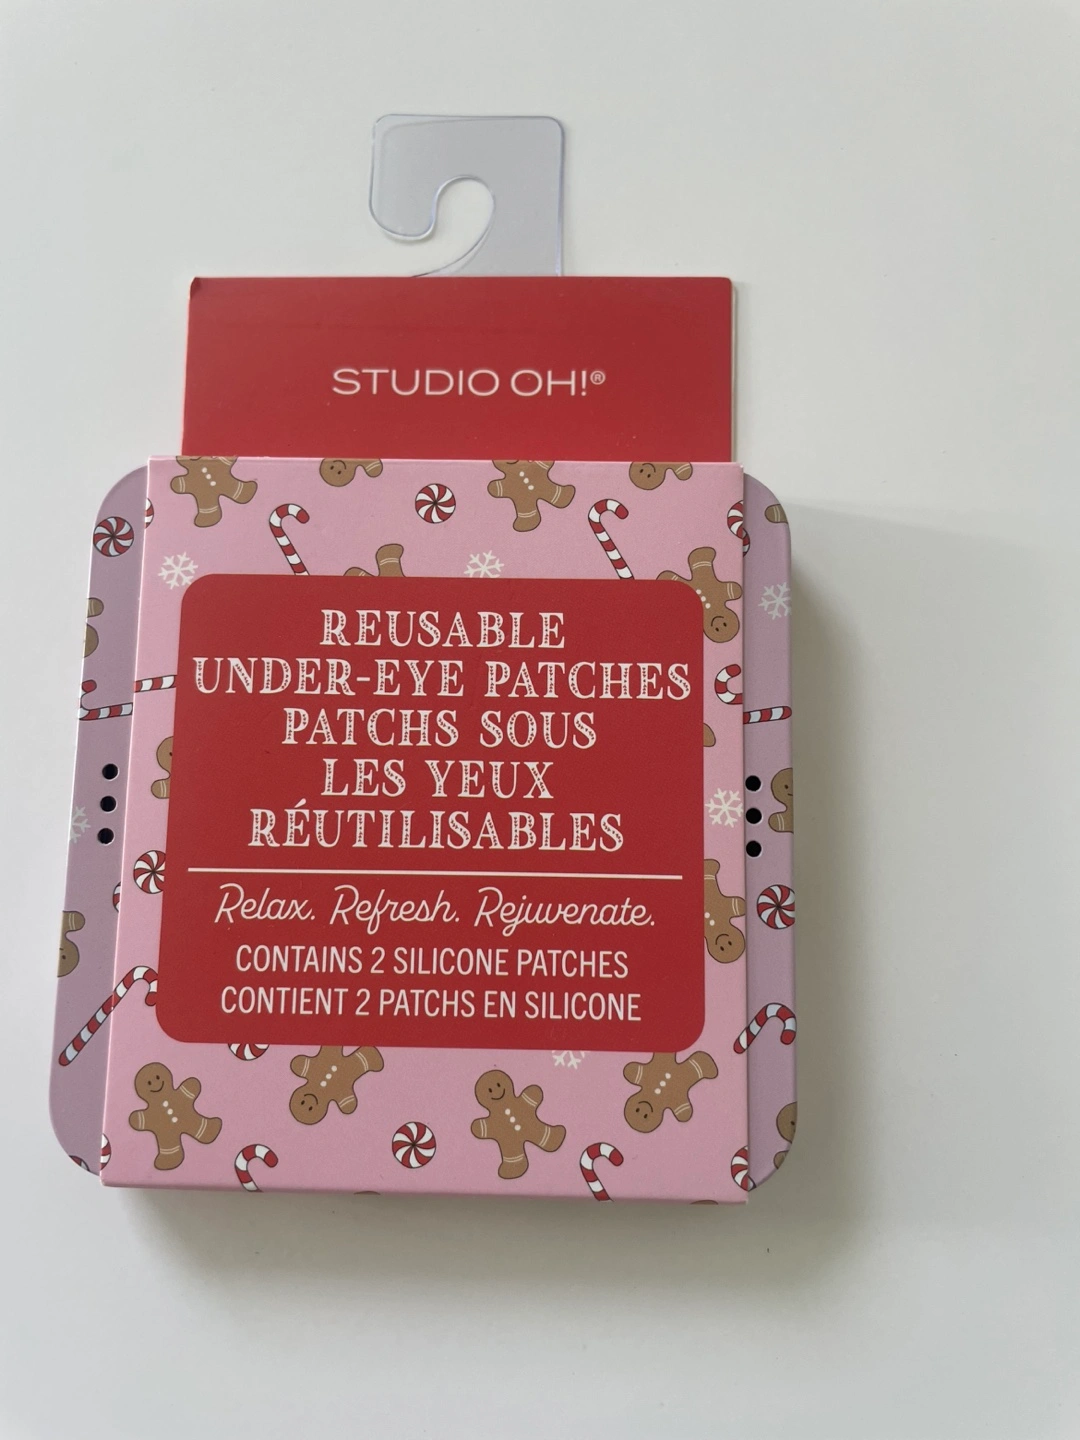 STUDIO OH!®
REUSABLE
UNDER-EYE PATCHES
PATCHS SOUS
LES YEUX
RÉUTILISABLES
Relax. Refresh. Rejuvenate.
CONTAINS 2 SILICONE PATCHES
CONTIENT 2 PATCHS EN SILICONE